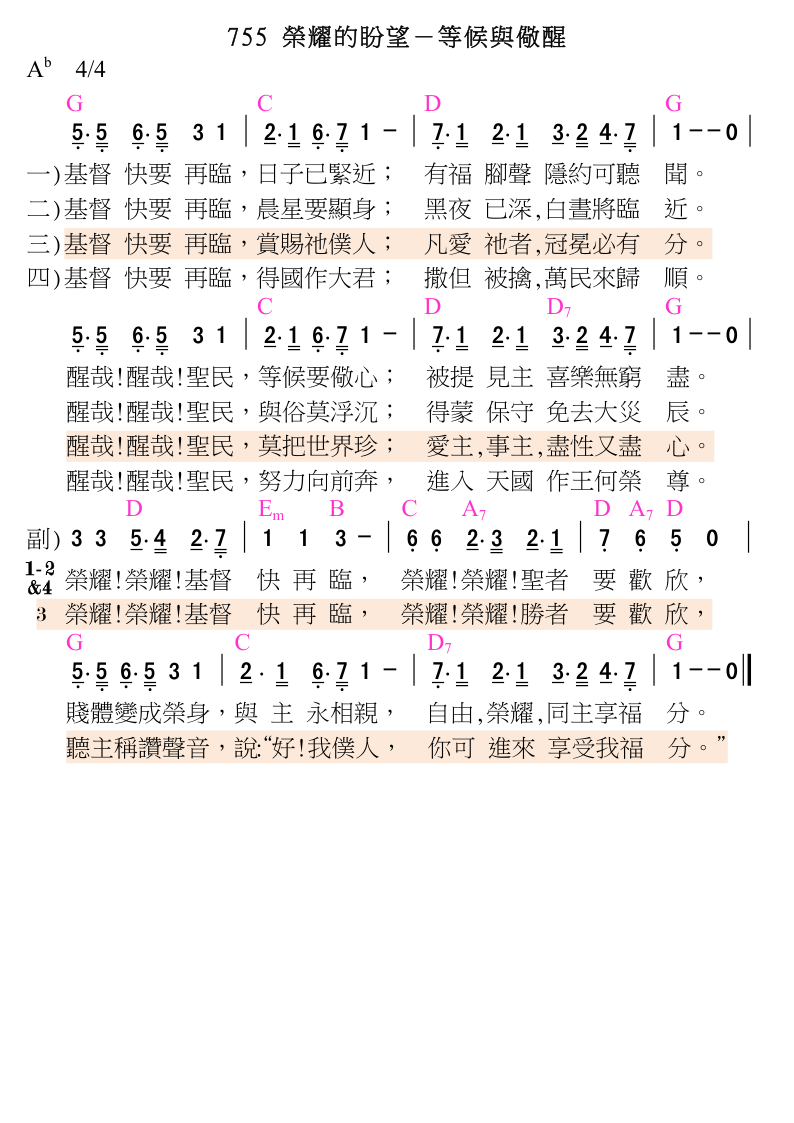 755 榮耀的盼望－等候與儆醒
Ab 4/4
G C D G
5·5 6·5 3 1 | 2·1 6·7 1 － | 7·1 2·1 3·2 4·7 | 1－－0 |
一)基督 快要 再臨，日子已緊近； 有福 腳聲 隱約可聽 聞。
二)基督 快要 再臨，晨星要顯身； 黑夜 已深,白晝將臨 近。
三)基督 快要 再臨，賞賜祂僕人； 凡愛 祂者,冠冕必有 分。
四)基督 快要 再臨，得國作大君； 撒但 被擒,萬民來歸 順。
C D D7 G
5·5 6·5 3 1 | 2·1 6·7 1 － | 7·1 2·1 3·2 4·7 | 1－－0 |
醒哉!醒哉!聖民，等候要儆心； 被提 見主 喜樂無窮 盡。
醒哉!醒哉!聖民，與俗莫浮沉； 得蒙 保守 免去大災 辰。
醒哉!醒哉!聖民，莫把世界珍； 愛主,事主,盡性又盡 心。
醒哉!醒哉!聖民，努力向前奔， 進入 天國 作王何榮 尊。
D Em B C A7 D A7 D
副) 3 3 5·4 2·7 | 1 1 3 － | 6 6 2·3 2·1 | 7 6 5 0 |
1-2&4 榮耀!榮耀!基督 快 再 臨， 榮耀!榮耀!聖者 要 歡 欣，
3 榮耀!榮耀!基督 快 再 臨， 榮耀!榮耀!勝者 要 歡 欣，
G C D7 G
5·5 6·5 3 1 | 2 · 1 6·7 1 － | 7·1 2·1 3·2 4·7 | 1－－0 ‖
賤體變成榮身，與 主 永相親， 自由,榮耀,同主享福 分。
聽主稱讚聲音，說:“好!我僕人， 你可 進來 享受我福 分。”